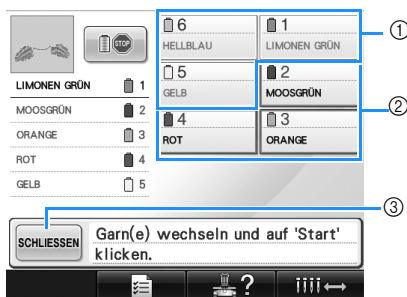 6
HELLBLAU
1
LIMONEN GRÜN
①
STOP
5
GELB
2
MOOSGRÜN
②
4
ROT
3
ORANGE
LIMONEN GRÜN 1
MOOSGRÜN 2
ORANGE 3
ROT 4
GELB 5
③
SCHLIESSEN
Garn(e) wechseln und auf 'Start'
klicken.
?